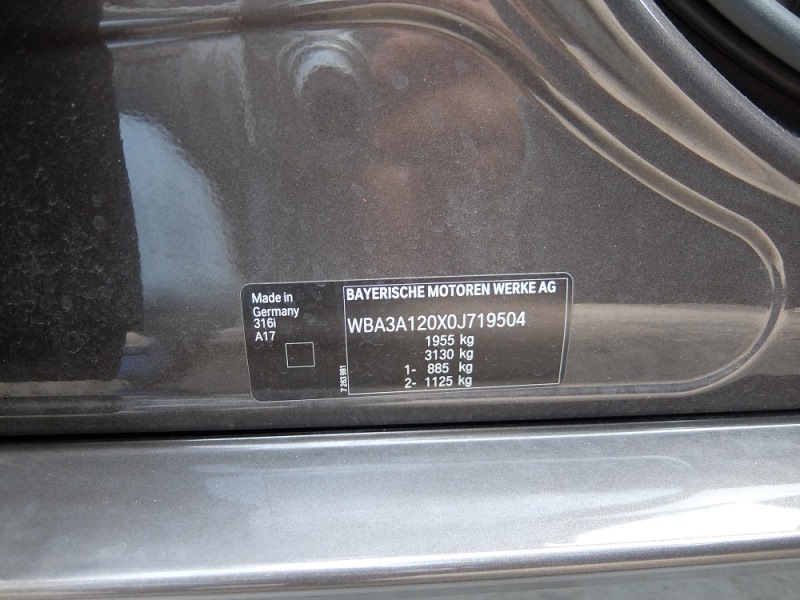 Made in
Germany
316i
A17
BAYERISCHE MOTOREN WERKE AG
WBA3A120X0J719504
1955 kg
3130 kg
1- 885 kg
2- 1125 kg
7 263 981